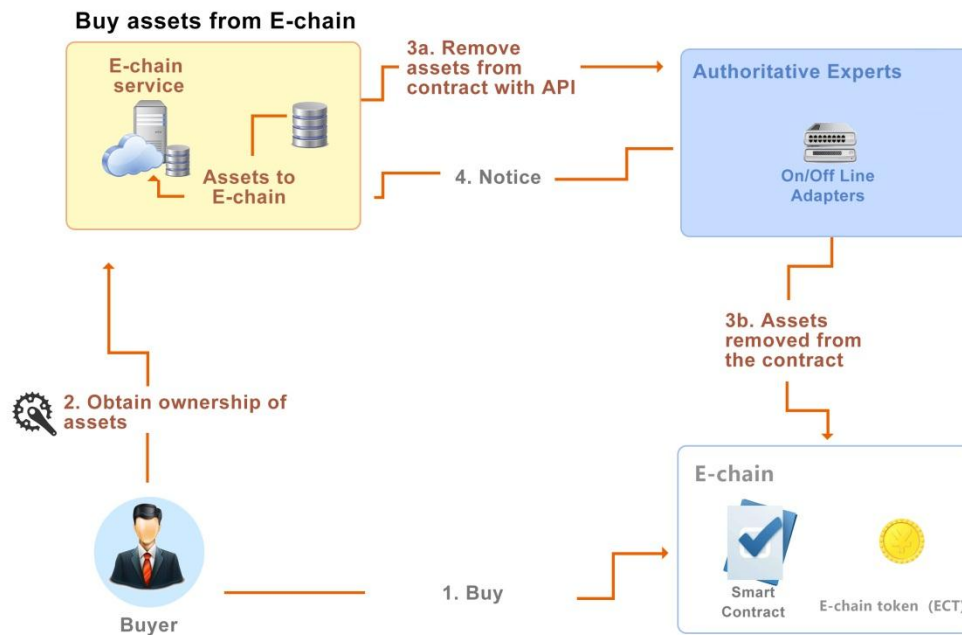 Buy assets from E-chain
E-chain
service
Assets to
E-chain
3a. Remove
assets from
contract with API
4. Notice
Authoritative Experts
On/Off Line
Adapters
3b. Assets
removed from
the contract
2. Obtain ownership of
assets
Buyer
1. Buy
E-chain
Smart
Contract
E-chain token (ECT)
¥